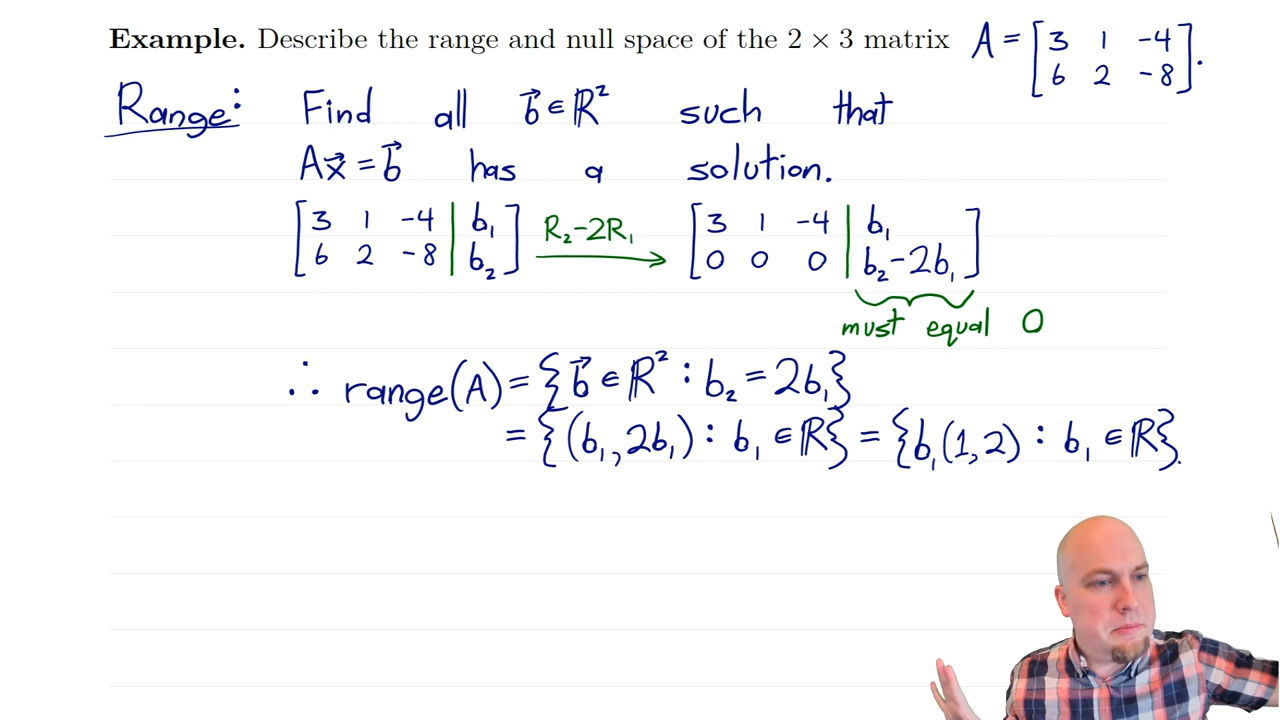 Example. Describe the range and null space of the 2 × 3 matrix A = [3 1 -4; 6 2 -8].
Range: Find all b⃗ ∈ ℝ² such that
Ax⃗ = b⃗ has a solution.
[3 1 -4 | b₁; 6 2 -8 | b₂] R₂-2R₁ → [3 1 -4 | b₁; 0 0 0 | b₂-2b₁]
must equal 0
∴ range(A) = {b⃗ ∈ ℝ² : b₂ = 2b₁}
= {(b₁, 2b₁) : b₁ ∈ ℝ} = {b₁(1,2) : b₁ ∈ ℝ}.